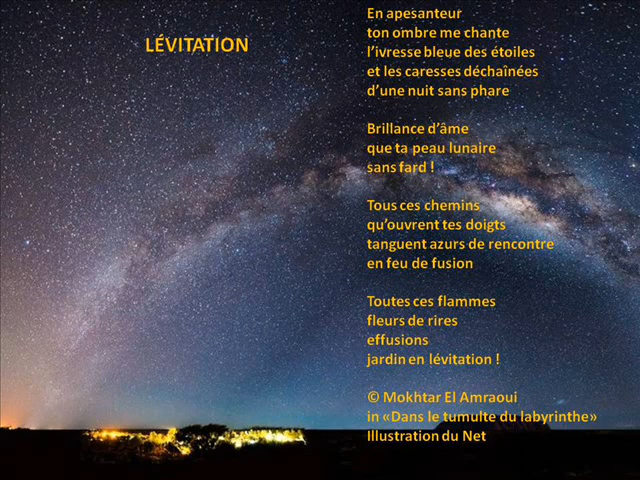 LÉVITATION
En apesanteur
ton ombre me chante
l’ivresse bleue des étoiles
et les caresses déchaînées
d’une nuit sans phare
Brillance d’âme
que ta peau lunaire
sans fard !
Tous ces chemins
qu’ouvrent tes doigts
tanguent azurs de rencontre
en feu de fusion
Toutes ces flammes
fleurs de rires
effusions
jardin en lévitation !
© Mokhtar El Amraoui
in «Dans le tumulte du labyrinthe»
Illustration du Net